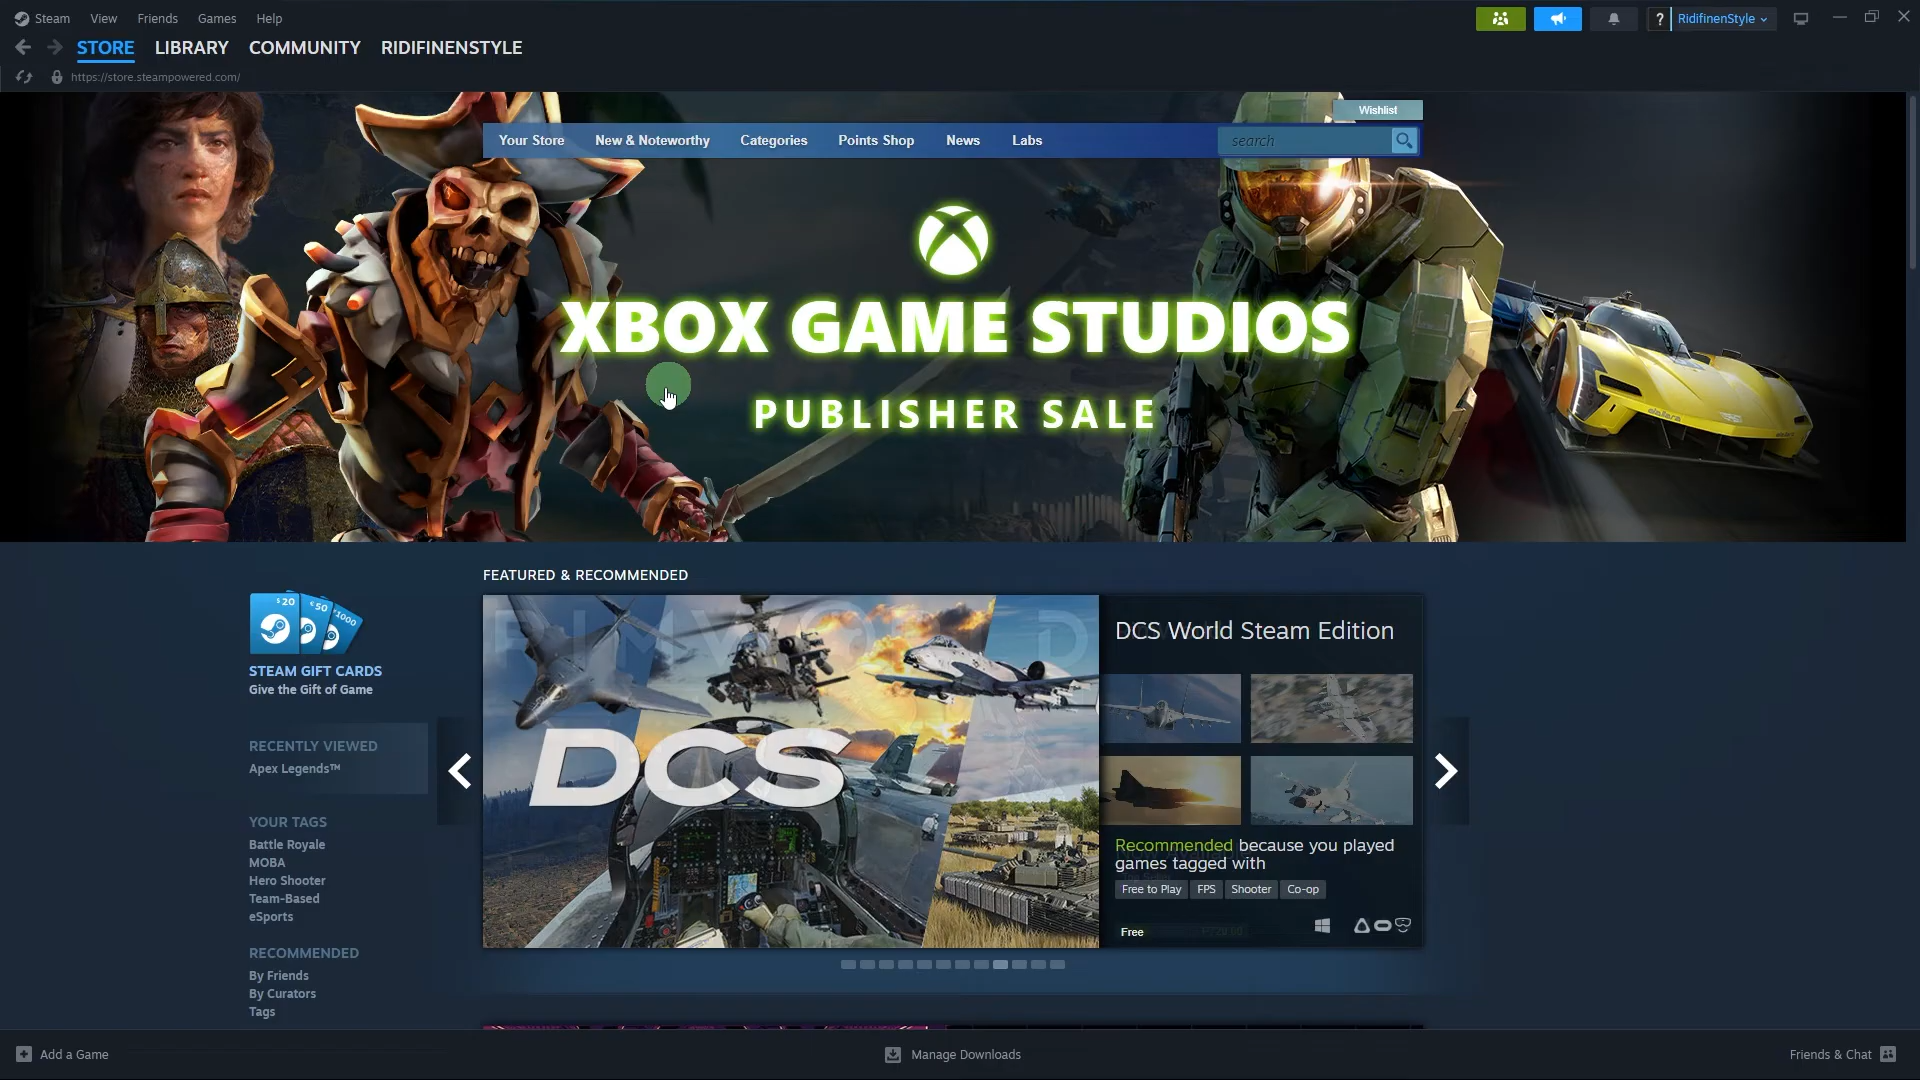 Steam View Friends Games Help
? RidifinenStyle
STORE LIBRARY COMMUNITY RIDIFINENSTYLE
https://store.steampowered.com/
Wishlist
Your Store New & Noteworthy Categories Points Shop News Labs
search
XBOX GAME STUDIOS
PUBLISHER SALE
FEATURED & RECOMMENDED
$20 €50 1000
STEAM GIFT CARDS
Give the Gift of Game
RECENTLY VIEWED
Apex Legends™
YOUR TAGS
Battle Royale
MOBA
Hero Shooter
Team-Based
eSports
RECOMMENDED
By Friends
By Curators
Tags
DCS
DCS World Steam Edition
Recommended because you played
games tagged with
Free to Play FPS Shooter Co-op
Free
Add a Game
Manage Downloads
Friends & Chat